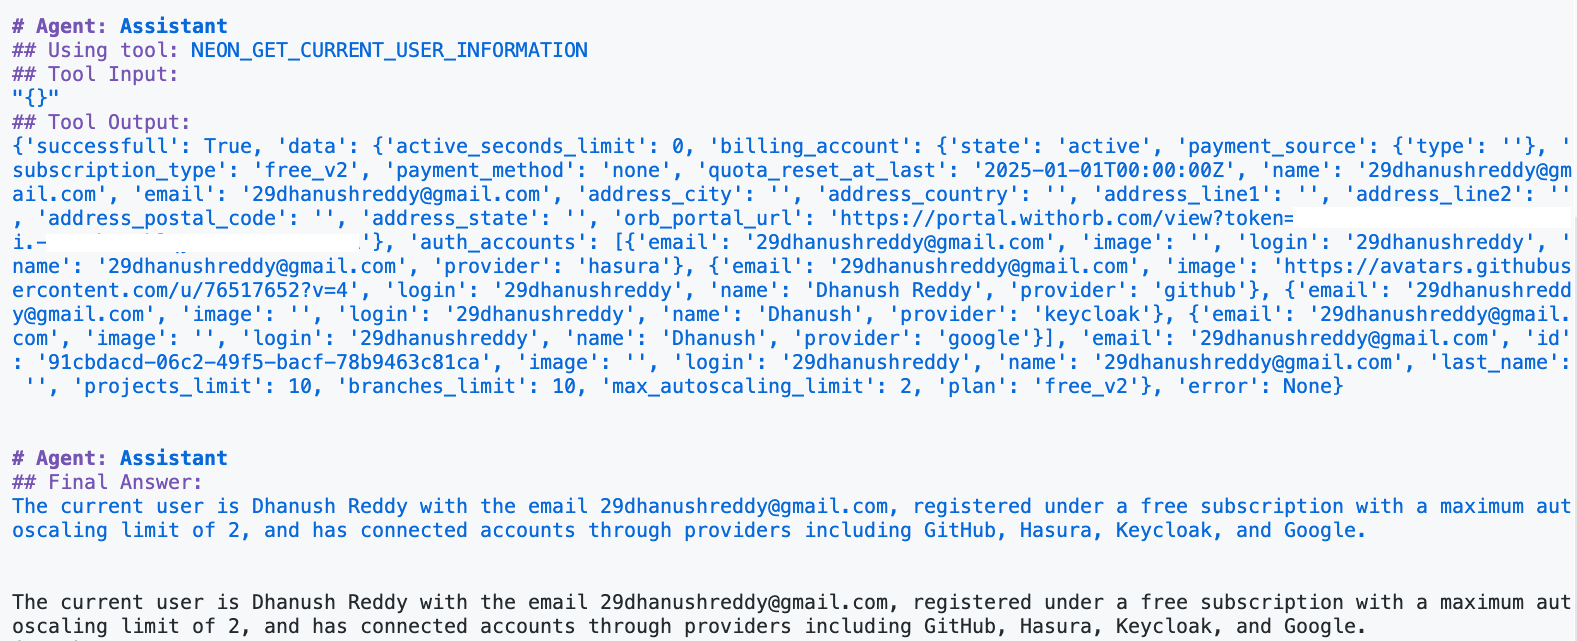 # Agent: Assistant
## Using tool: NEON_GET_CURRENT_USER_INFORMATION
## Tool Input:
"{}"
## Tool Output:
{'successfull': True, 'data': {'active_seconds_limit': 0, 'billing_account': {'state': 'active', 'payment_source': {'type': ''}, '
subscription_type': 'free_v2', 'payment_method': 'none', 'quota_reset_at_last': '2025-01-01T00:00:00Z', 'name': '29dhanushreddy@gm
ail.com', 'email': '29dhanushreddy@gmail.com', 'address_city': '', 'address_country': '', 'address_line1': '', 'address_line2': ''
, 'address_postal_code': '', 'address_state': '', 'orb_portal_url': 'https://portal.withorb.com/view?token=
i.- '}, 'auth_accounts': [{'email': '29dhanushreddy@gmail.com', 'image': '', 'login': '29dhanushreddy', '
name': '29dhanushreddy@gmail.com', 'provider': 'hasura'}, {'email': '29dhanushreddy@gmail.com', 'image': 'https://avatars.githubus
ercontent.com/u/76517652?v=4', 'login': '29dhanushreddy', 'name': 'Dhanush Reddy', 'provider': 'github'}, {'email': '29dhanushredd
y@gmail.com', 'image': '', 'login': '29dhanushreddy', 'name': 'Dhanush', 'provider': 'keycloak'}, {'email': '29dhanushreddy@gmail.
com', 'image': '', 'login': '29dhanushreddy', 'name': 'Dhanush', 'provider': 'google'}], 'email': '29dhanushreddy@gmail.com', 'id'
: '91cbdacd-06c2-49f5-bacf-78b9463c81ca', 'image': '', 'login': '29dhanushreddy', 'name': '29dhanushreddy@gmail.com', 'last_name':
'', 'projects_limit': 10, 'branches_limit': 10, 'max_autoscaling_limit': 2, 'plan': 'free_v2'}, 'error': None}
# Agent: Assistant
## Final Answer:
The current user is Dhanush Reddy with the email 29dhanushreddy@gmail.com, registered under a free subscription with a maximum aut
oscaling limit of 2, and has connected accounts through providers including GitHub, Hasura, Keycloak, and Google.
The current user is Dhanush Reddy with the email 29dhanushreddy@gmail.com, registered under a free subscription with a maximum aut
oscaling limit of 2, and has connected accounts through providers including GitHub, Hasura, Keycloak, and Google.